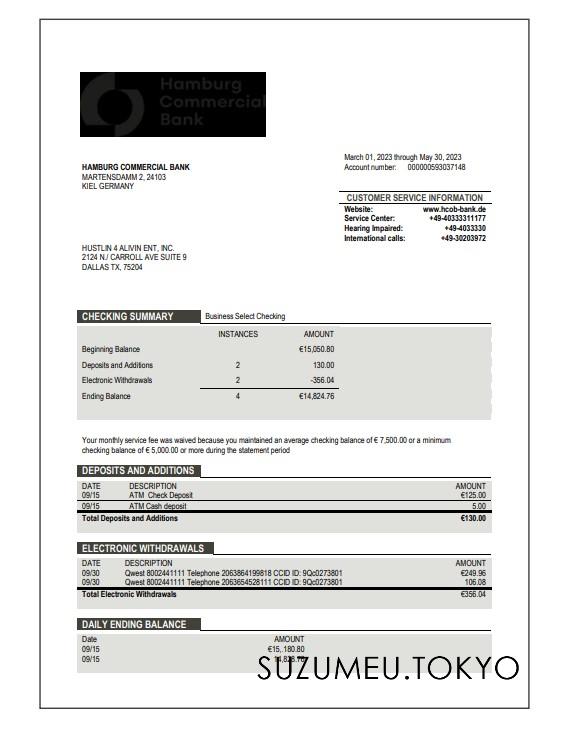 Hamburg
Commercial
Bank
March 01, 2023 through May 30, 2023
Account number: 000000593037148
HAMBURG COMMERCIAL BANK
MARTENSDAMM 2, 24103
KIEL GERMANY
CUSTOMER SERVICE INFORMATION
Website: www.hcob-bank.de
Service Center: +49-40333311177
Hearing Impaired: +49-4033330
International calls: +49-30203972
HUSTLIN 4 ALIVIN ENT, INC.
2124 N./ CARROLL AVE SUITE 9
DALLAS TX, 75204
CHECKING SUMMARY Business Select Checking
INSTANCES AMOUNT
Beginning Balance €15,050.80
Deposits and Additions 2 130.00
Electronic Withdrawals 2 -356.04
Ending Balance 4 €14,824.76
Your monthly service fee was waived because you maintained an average checking balance of € 7,500.00 or a minimum
checking balance of € 5,000.00 or more during the statement period
DEPOSITS AND ADDITIONS
DATE DESCRIPTION AMOUNT
09/15 ATM Check Deposit €125.00
09/15 ATM Cash deposit 5.00
Total Deposits and Additions €130.00
ELECTRONIC WITHDRAWALS
DATE DESCRIPTION AMOUNT
09/30 Qwest 8002441111 Telephone 2063864199818 CCID ID: 9Qc0273801 €249.96
09/30 Qwest 8002441111 Telephone 2063654528111 CCID ID: 9Qc0273801 106.08
Total Electronic Withdrawals €356.04
DAILY ENDING BALANCE
Date AMOUNT
09/15 €15,.180.80
09/15
SUZUMEU.TOKYO